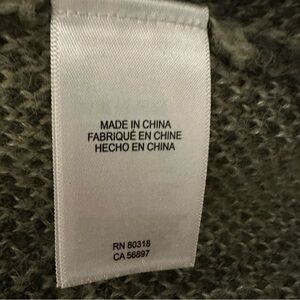 MADE IN CHINA
FABRIQUÉ EN CHINE
HECHO EN CHINA
RN 80318
CA 56897